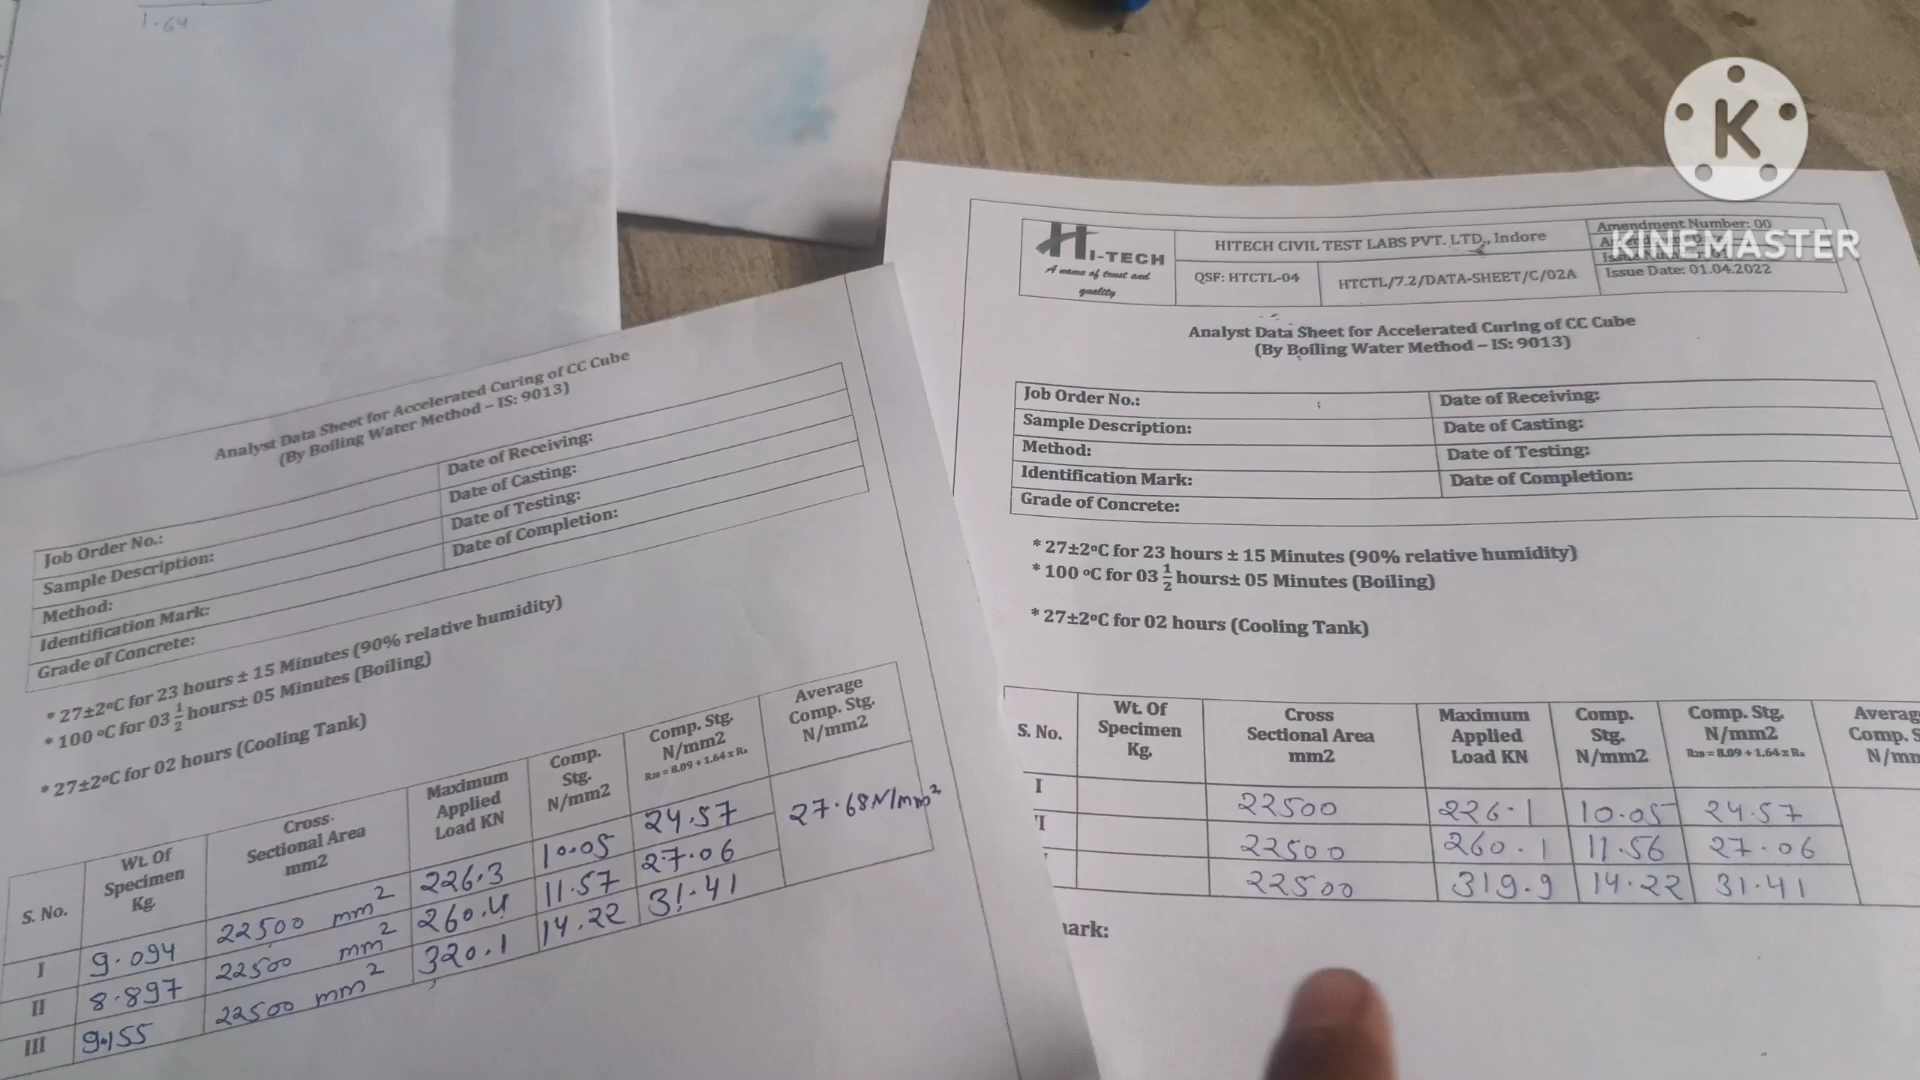 1.64
KINEMASTER
Analyst Data Sheet for Accelerated Curing of CC Cube
(By Boiling Water Method – IS: 9013)
Job Order No.: Date of Receiving:
Sample Description: Date of Casting:
Method: Date of Testing:
Identification Mark: Date of Completion:
Grade of Concrete:
* 27±2ºC for 23 hours ± 15 Minutes (90% relative humidity)
* 100 ºC for 03 1/2 hours± 05 Minutes (Boiling)
* 27±2ºC for 02 hours (Cooling Tank)
S. No. Wt. Of Specimen Kg. Cross Sectional Area mm2 Maximum Applied Load KN Comp. Stg. N/mm2 Comp. Stg. N/mm2 R28 = 8.09 + 1.64 x Ra Average Comp. Stg. N/mm2
I 9.094 22500 mm2 226.3 10.05 24.57 27.68 N/mm2
II 8.897 22500 mm2 260.4 11.57 27.06
III 9.155 22500 mm2 320.1 14.22 31.41
HI-TECH
A name of trust and
quality
HITECH CIVIL TEST LABS PVT. LTD., Indore
QSF: HTCTL-04 HTCTL/7.2/DATA-SHEET/C/02A
Amendment Number: 00
Issue Date: 01.04.2022
Analyst Data Sheet for Accelerated Curing of CC Cube
(By Boiling Water Method – IS: 9013)
Job Order No.: Date of Receiving:
Sample Description: Date of Casting:
Method: Date of Testing:
Identification Mark: Date of Completion:
Grade of Concrete:
* 27±2ºC for 23 hours ± 15 Minutes (90% relative humidity)
* 100 ºC for 03 1/2 hours± 05 Minutes (Boiling)
* 27±2ºC for 02 hours (Cooling Tank)
S. No. Wt. Of Specimen Kg. Cross Sectional Area mm2 Maximum Applied Load KN Comp. Stg. N/mm2 Comp. Stg. N/mm2 R28 = 8.09 + 1.64 x Ra Averag Comp. S N/mm
I 22500 226.1 10.05 24.57
I 22500 260.1 11.56 27.06
22500 319.9 14.22 31.41
ark: